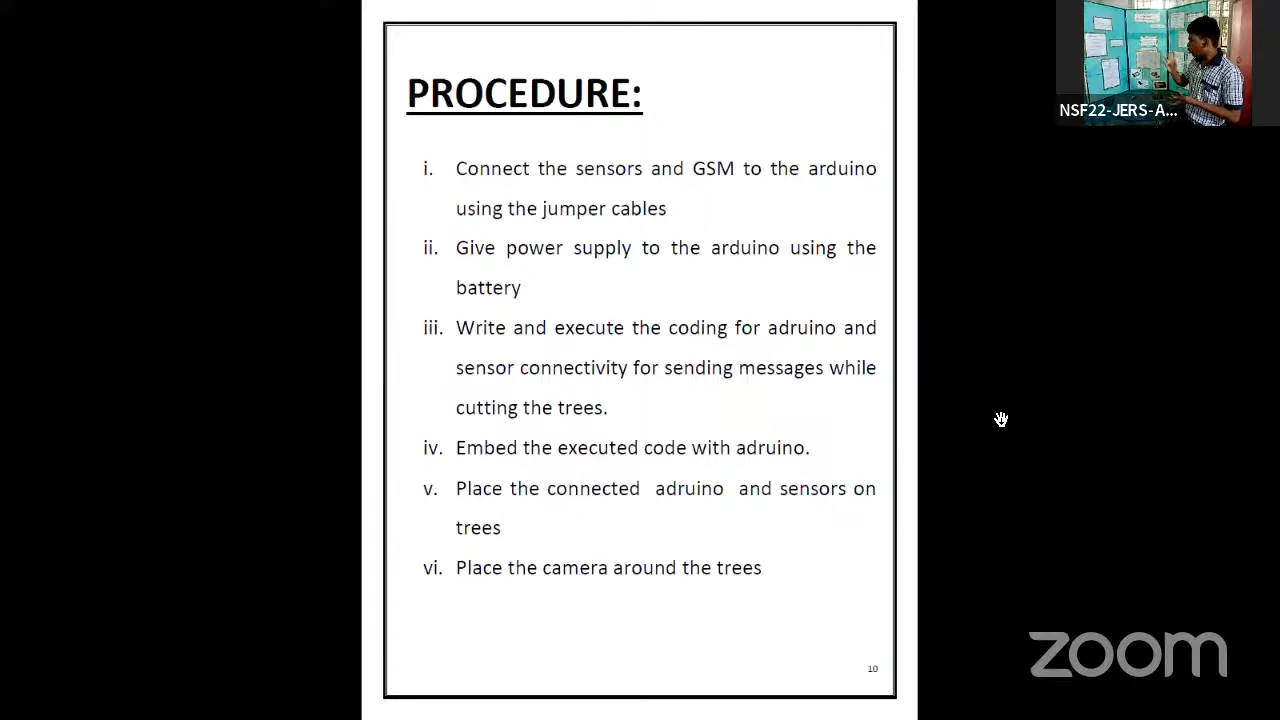 PROCEDURE:
i. Connect the sensors and GSM to the arduino
using the jumper cables
ii. Give power supply to the arduino using the
battery
iii. Write and execute the coding for adruino and
sensor connectivity for sending messages while
cutting the trees.
iv. Embed the executed code with adruino.
v. Place the connected adruino and sensors on
trees
vi. Place the camera around the trees
10
NSF22-JERS-A...
zoom